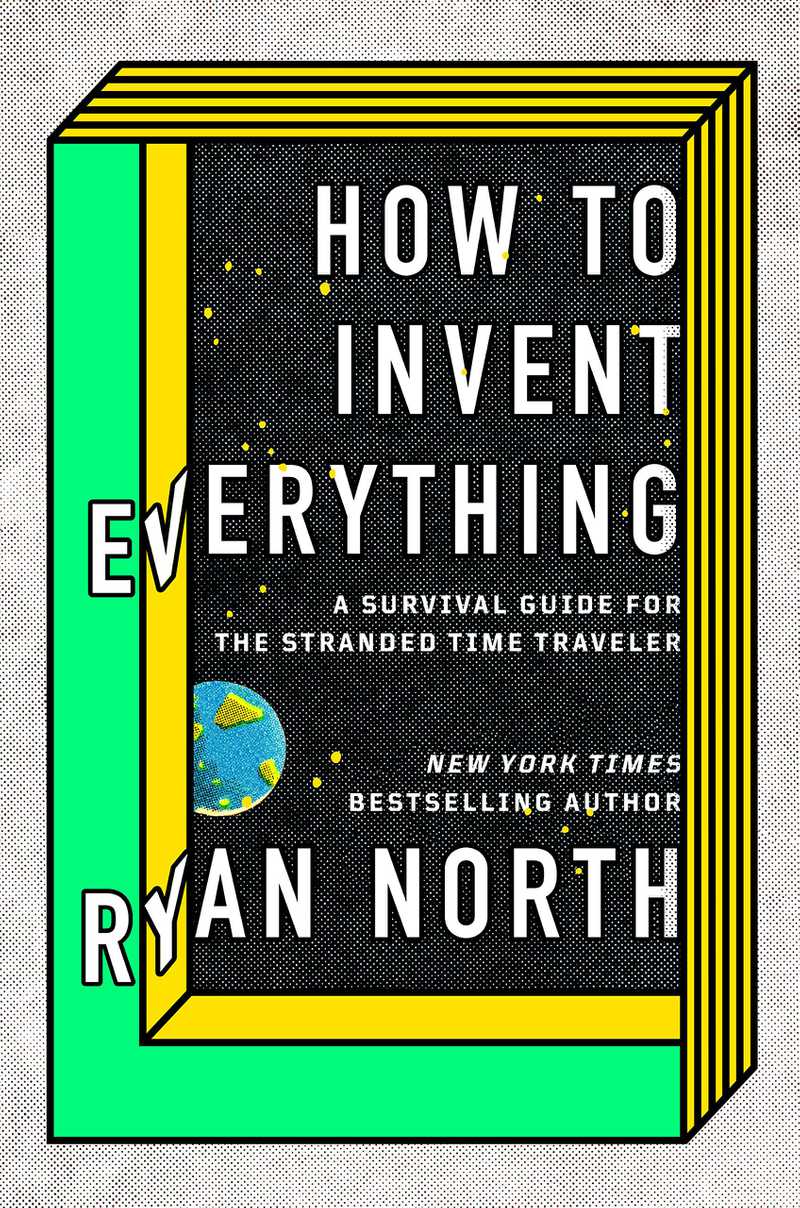 HOW TO
INVENT
EVERYTHING
A SURVIVAL GUIDE FOR
THE STRANDED TIME TRAVELER
NEW YORK TIMES
BESTSELLING AUTHOR
RYAN NORTH